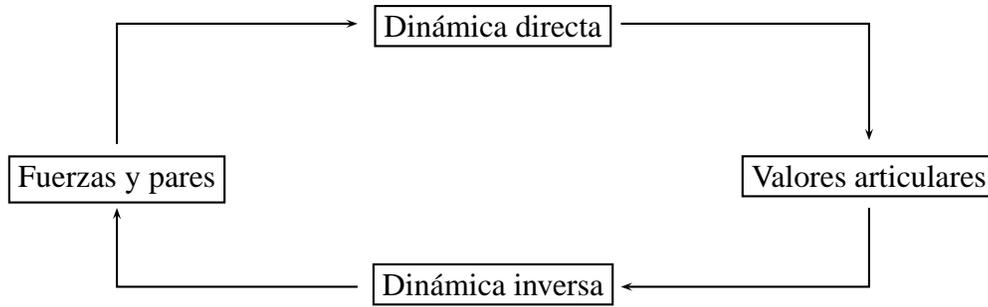 Dinámica directa
Fuerzas y pares
Valores articulares
Dinámica inversa